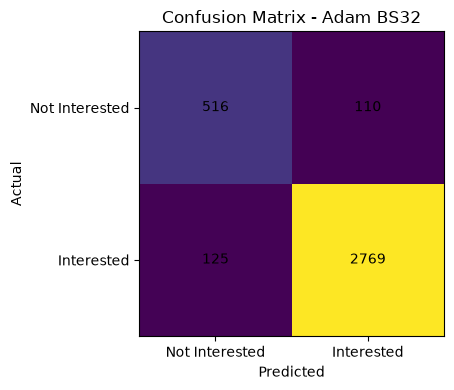 Confusion Matrix - Adam BS32
Not Interested
516
110
Actual
Interested
125
2769
Not Interested
Interested
Predicted